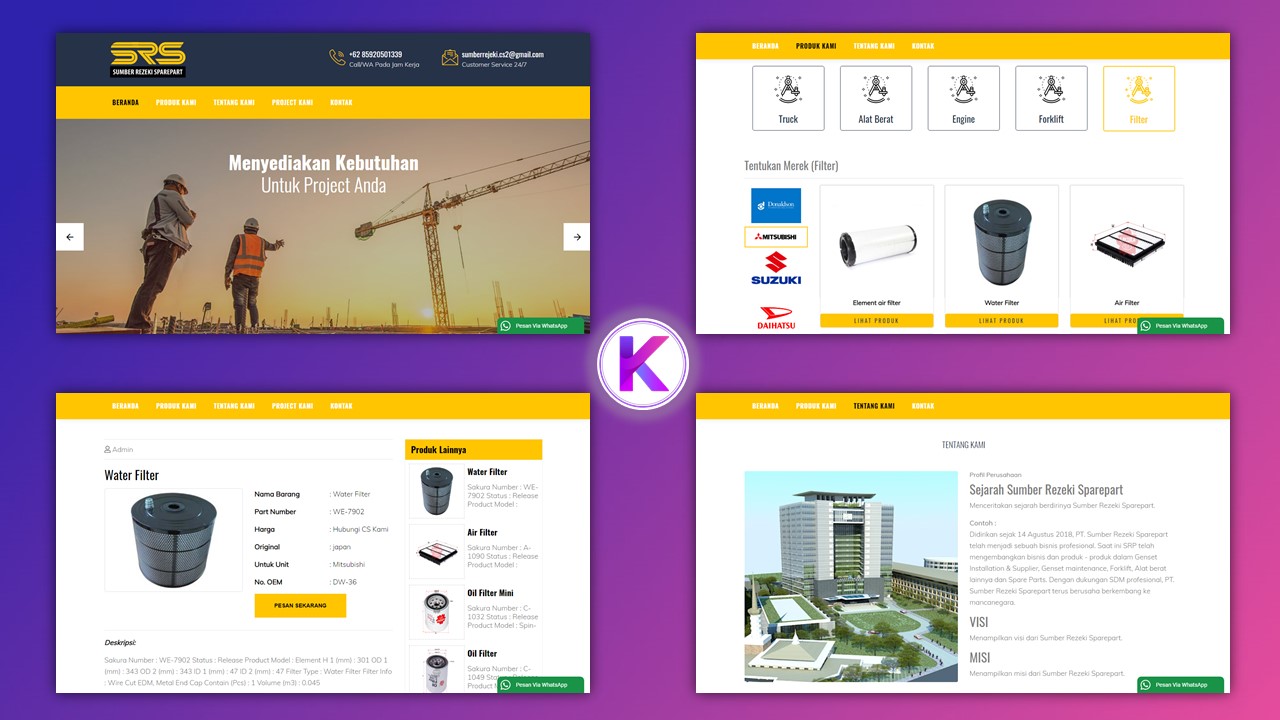 SRS
SUMBER REZEKI SPAREPART
+62 85920501339
Call/WA Pada Jam Kerja
sumberrejeki.cs2@gmail.com
Customer Service 24/7
BERANDA PRODUK KAMI TENTANG KAMI PROJECT KAMI KONTAK
Menyediakan Kebutuhan
Untuk Project Anda
Pesan Via WhatsApp
BERANDA PRODUK KAMI TENTANG KAMI KONTAK
Truck Alat Berat Engine Forklift Filter
Tentukan Merek (Filter)
Donaldson
MITSUBISHI
SUZUKI
DAIHATSU
Element air filter Water Filter Air Filter
LIHAT PRODUK LIHAT PRODUK LIHAT PROD
Pesan Via WhatsApp
K
BERANDA PRODUK KAMI TENTANG KAMI PROJECT KAMI KONTAK
Admin
Water Filter
Nama Barang : Water Filter
Part Number : WE-7902
Harga : Hubungi CS Kami
Original : japan
Untuk Unit : Mitsubishi
No. OEM : DW-36
PESAN SEKARANG
Deskripsi:
Sakura Number : WE-7902 Status : Release Product Model : Element H 1 (mm) : 301 OD 1
(mm) : 343 OD 2 (mm) : 343 ID 1 (mm) : 47 ID 2 (mm) : 47 Filter Type : Water Filter Filter Info
: Wire Cut EDM, Metal End Cap Contain (Pcs) : 1 Volume (m3) : 0.045
Produk Lainnya
Water Filter
Sakura Number : WE-
7902 Status : Release
Product Model :
Air Filter
Sakura Number : A-
1090 Status : Release
Product Model :
Oil Filter Mini
Sakura Number : C-
1032 Status : Release
Product Model : Spin-
Oil Filter
Sakura Number : C-
1049 Status : Release
Product
Pesan Via WhatsApp
BERANDA PRODUK KAMI TENTANG KAMI KONTAK
TENTANG KAMI
Profil Perusahaan
Sejarah Sumber Rezeki Sparepart
Menceritakan sejarah berdirinya Sumber Rezeki Sparepart.
Contoh :
Didirikan sejak 14 Agustus 2018, PT. Sumber Rezeki Sparepart
telah menjadi sebuah bisnis profesional. Saat ini SRP telah
mengembangkan bisnis dan produk - produk dalam Genset
Installation & Supplier, Genset maintenance, Forklift, Alat berat
lainnya dan Spare Parts. Dengan dukungan SDM profesional, PT.
Sumber Rezeki Sparepart terus berusaha berkembang ke
mancanegara.
VISI
Menampilkan visi dari Sumber Rezeki Sparepart.
MISI
Menampilkan misi dari Sumber Rezeki Sparepart.
Pesan Via WhatsApp